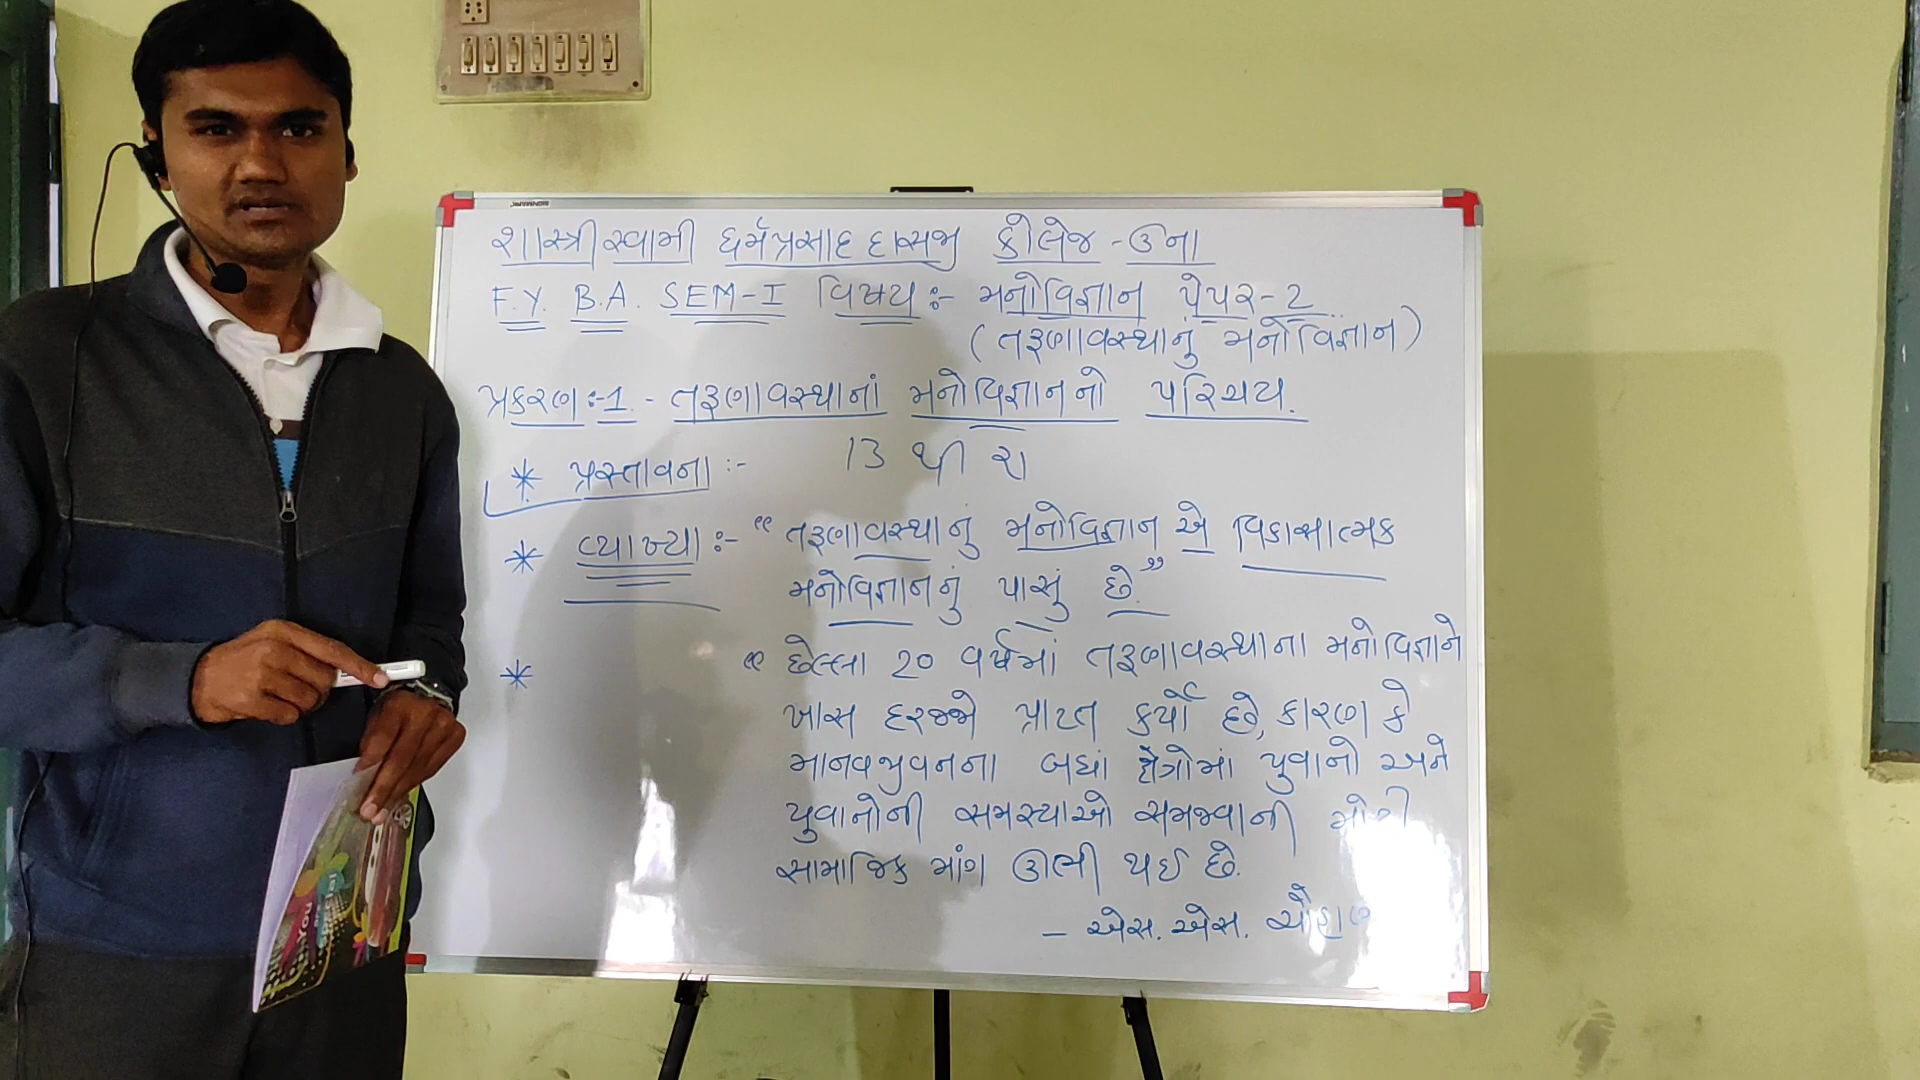 શાસ્ત્રી સ્વામી ધર્મપ્રસાદ દાસજી કોલેજ - ઉના
F.Y. B.A. SEM-I વિષય :- મનોવિજ્ઞાન પેપર-2
(તરૂણાવસ્થાનું મનોવિજ્ઞાન)
પ્રકરણ :-1 - તરૂણાવસ્થાનાં મનોવિજ્ઞાનનો પરિચય.
* પ્રસ્તાવના :- 13 થી ૨૧
* વ્યાખ્યા :- "તરૂણાવસ્થાનું મનોવિજ્ઞાન એ વિકાસાત્મક
મનોવિજ્ઞાનનું પાસું છે."
* "છેલ્લા 20 વર્ષમાં તરૂણાવસ્થાના મનોવિજ્ઞાને
ખાસ દરજ્જો પ્રાપ્ત કર્યો છે, કારણ કે
માનવજીવનના બધાં ક્ષેત્રોમાં યુવાનો અને
યુવાનોની સમસ્યાઓ સમજવાની મોટી
સામાજિક માંગ ઊભી થઈ છે.
- એસ. એસ. ચૌહાણ
You